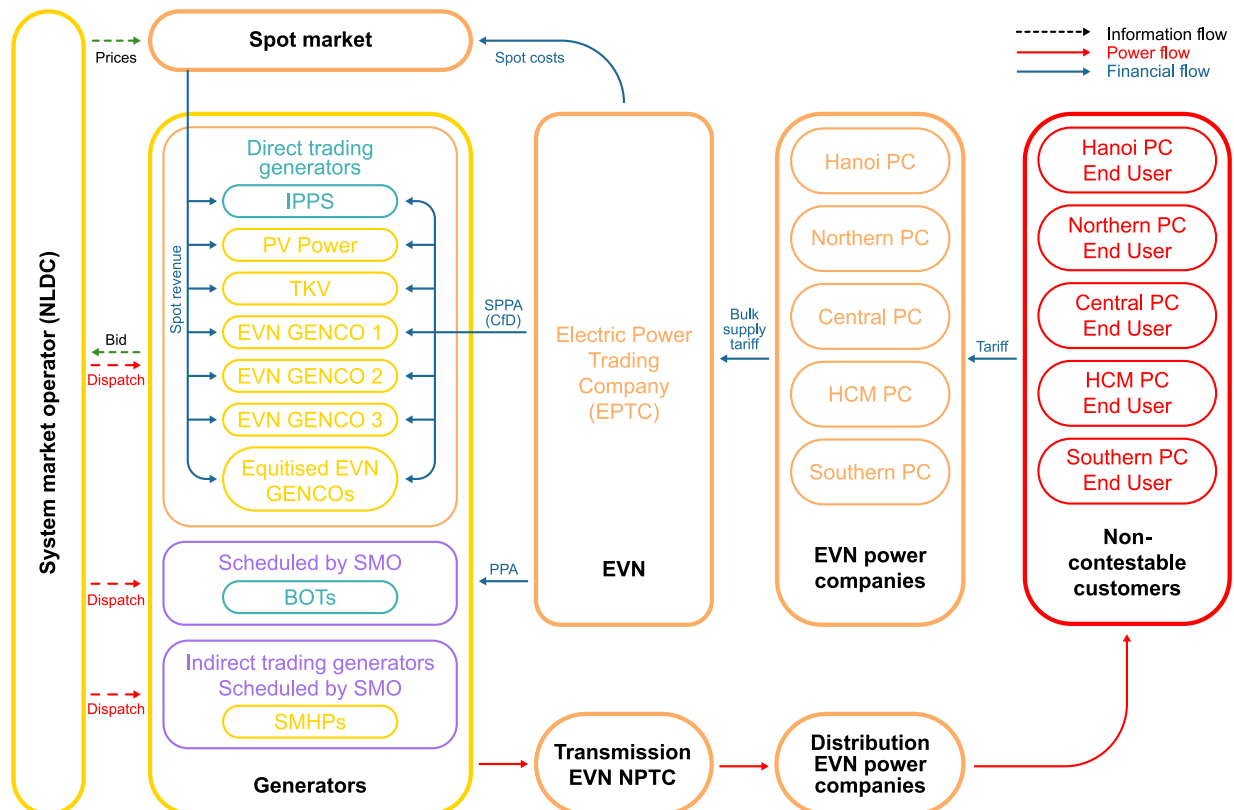 Spot market
Prices
Spot costs
Information flow
Power flow
Financial flow
System market operator (NLDC)
Direct trading
generators
IPPS
PV Power
TKV
EVN GENCO 1
EVN GENCO 2
EVN GENCO 3
Equitised EVN
GENCOs
Spot revenue
Bid
Dispatch
SPPA
(CfD)
Electric Power
Trading
Company
(EPTC)
EVN
Bulk
supply
tariff
Hanoi PC
Northern PC
Central PC
HCM PC
Southern PC
EVN power
companies
Tariff
Hanoi PC
End User
Northern PC
End User
Central PC
End User
HCM PC
End User
Southern PC
End User
Non-
contestable
customers
Scheduled by SMO
BOTs
Dispatch
PPA
Indirect trading generators
Scheduled by SMO
SMHPs
Dispatch
Generators
Transmission
EVN NPTC
Distribution
EVN power
companies